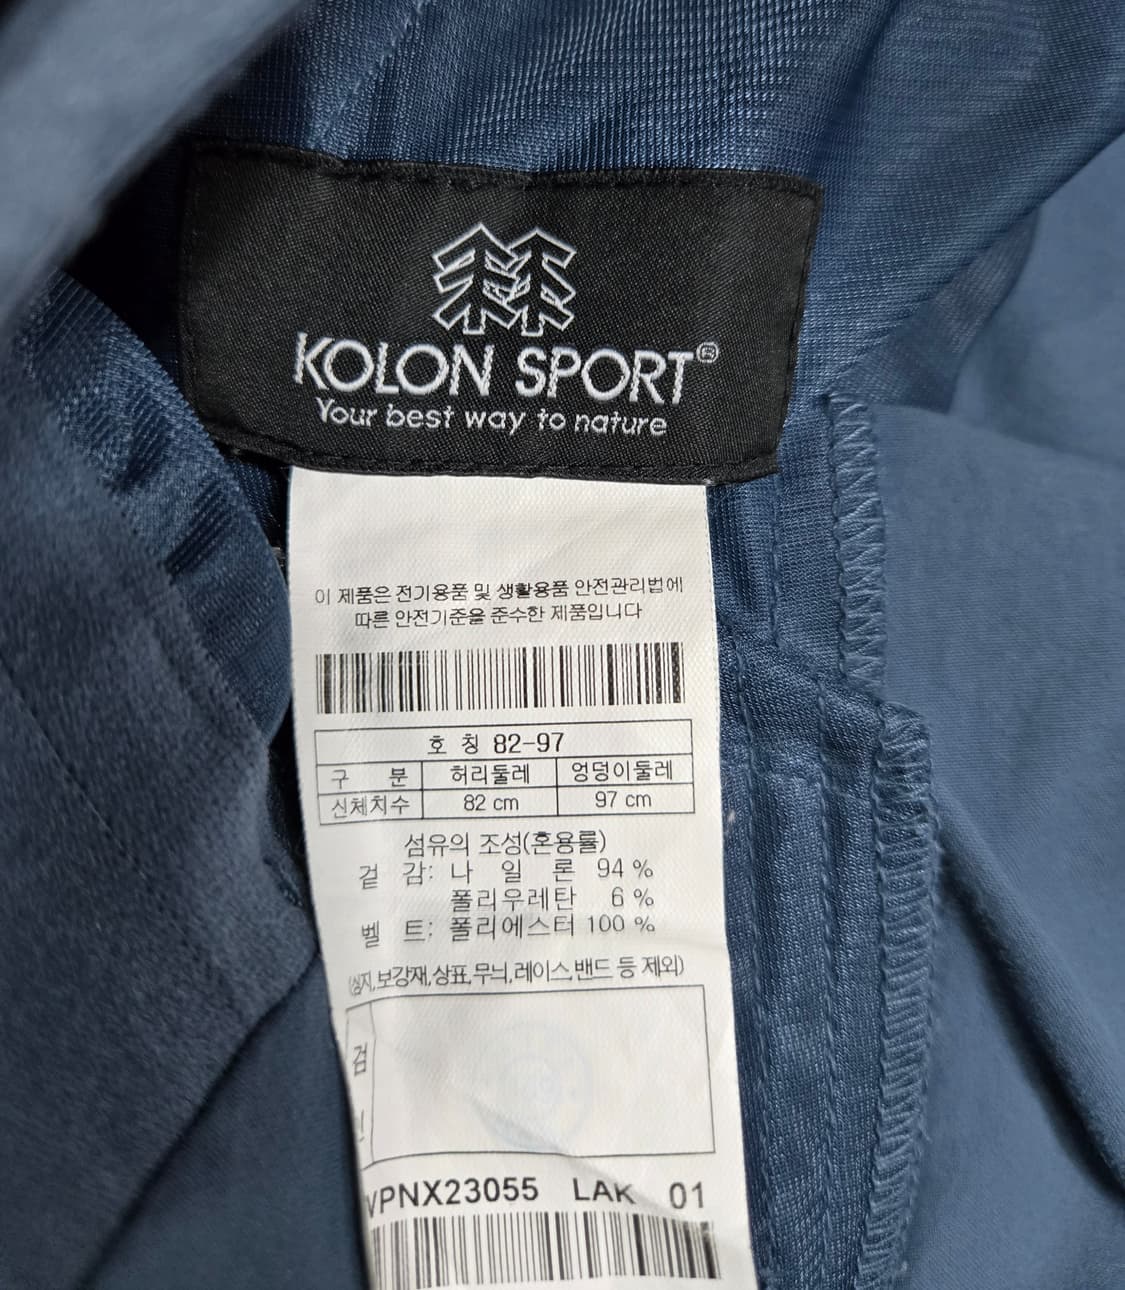 KOLON SPORT®
Your best way to nature
이 제품은 전기용품 및 생활용품 안전관리법에
따른 안전기준을 준수한 제품입니다
호 칭 82-97
구 분 허리둘레 엉덩이둘레
신체치수 82 cm 97 cm
섬유의 조성(혼용률)
겉 감: 나 일 론 94 %
폴리우레탄 6 %
벨 트: 폴리에스터 100 %
(심지,보강재,상표,무늬,레이스,밴드 등 제외)
검
VPNX23055 LAK 01